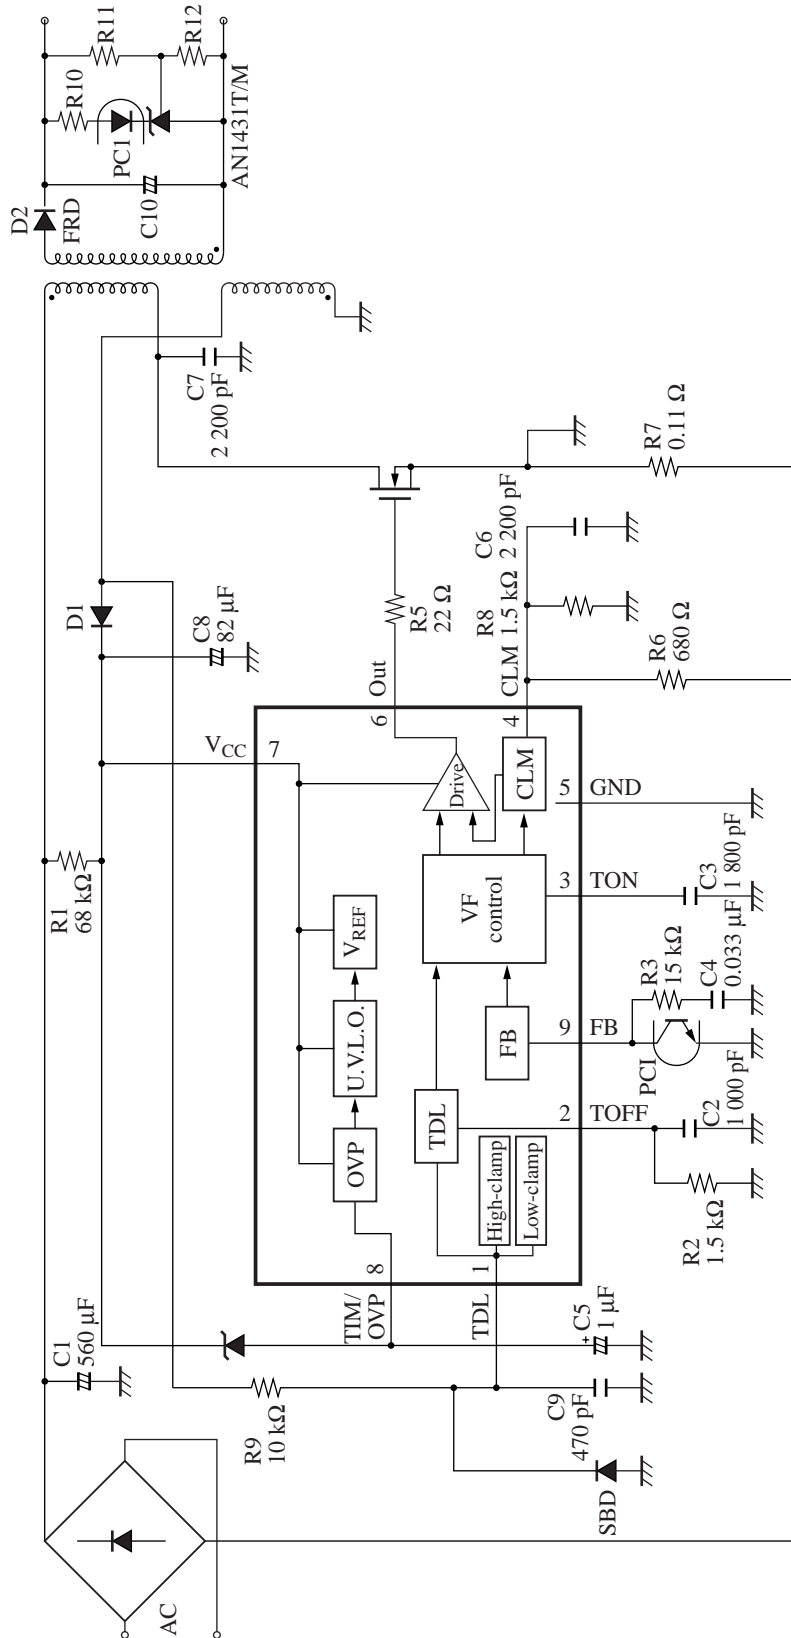 AC
C1
560 µF
R1
68 kΩ
D1
C8
82 µF
C7
2 200 pF
D2
FRD
C10
R10
PC1
R11
R12
AN1431T/M
R9
10 kΩ
TIM/
OVP
8
TDL
1
SBD
C9
470 pF
C5
+
1 µF
VCC
7
OVP
U.V.L.O.
VREF
TDL
High-clamp
Low-clamp
FB
VF
control
Drive
CLM
6
Out
R5
22 Ω
4
CLM
R8
1.5 kΩ
C6
2 200 pF
R6
680 Ω
R7
0.11 Ω
5
GND
3
TON
C3
1 800 pF
9
FB
PCI
R3
15 kΩ
C4
0.033 µF
2
TOFF
C2
1 000 pF
R2
1.5 kΩ